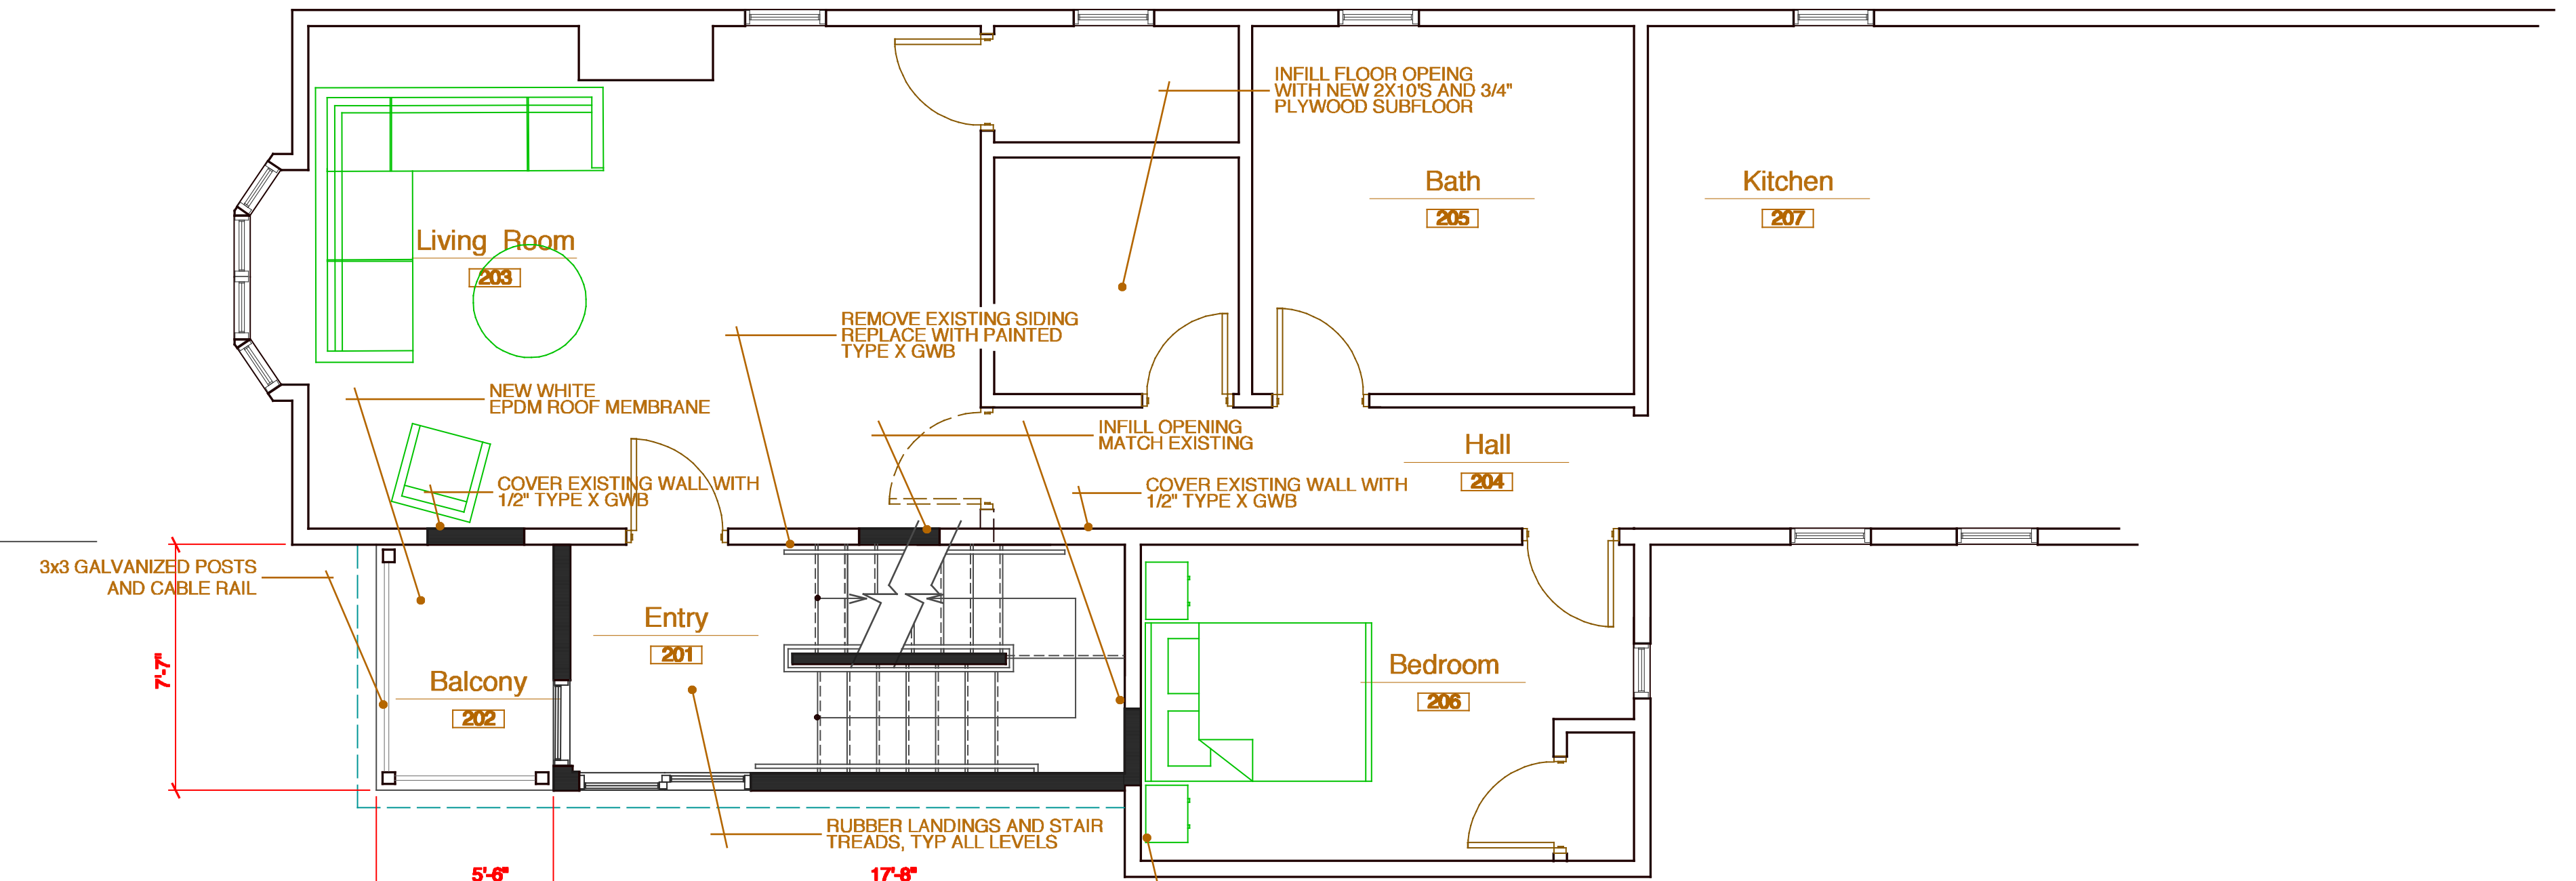 INFILL FLOOR OPEING
WITH NEW 2X10'S AND 3/4"
PLYWOOD SUBFLOOR
Bath
205
Kitchen
207
Living Room
203
REMOVE EXISTING SIDING
REPLACE WITH PAINTED
TYPE X GWB
NEW WHITE
EPDM ROOF MEMBRANE
INFILL OPENING
MATCH EXISTING
Hall
204
COVER EXISTING WALL WITH
1/2" TYPE X GWB
COVER EXISTING WALL WITH
1/2" TYPE X GWB
3x3 GALVANIZED POSTS
AND CABLE RAIL
Entry
201
7'-7"
Balcony
202
Bedroom
206
RUBBER LANDINGS AND STAIR
TREADS, TYP ALL LEVELS
5'-6"
17'-8"